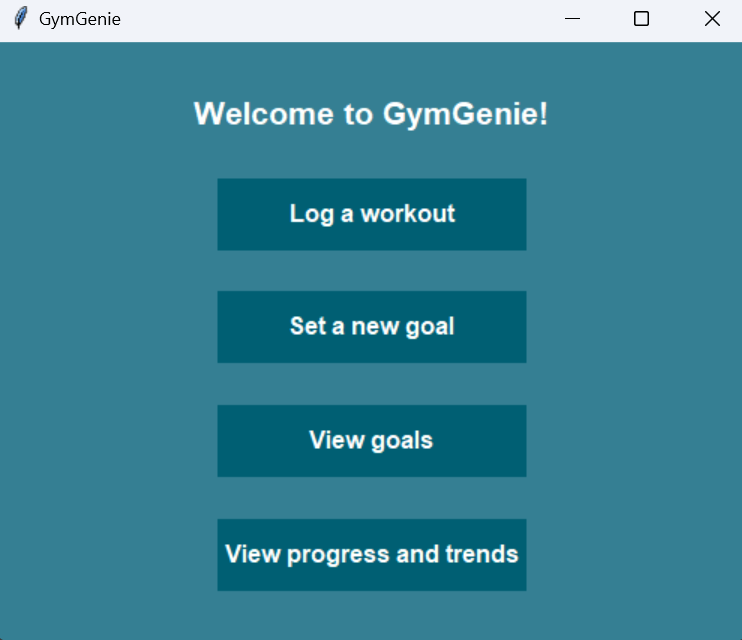 GymGenie
Welcome to GymGenie!
Log a workout
Set a new goal
View goals
View progress and trends